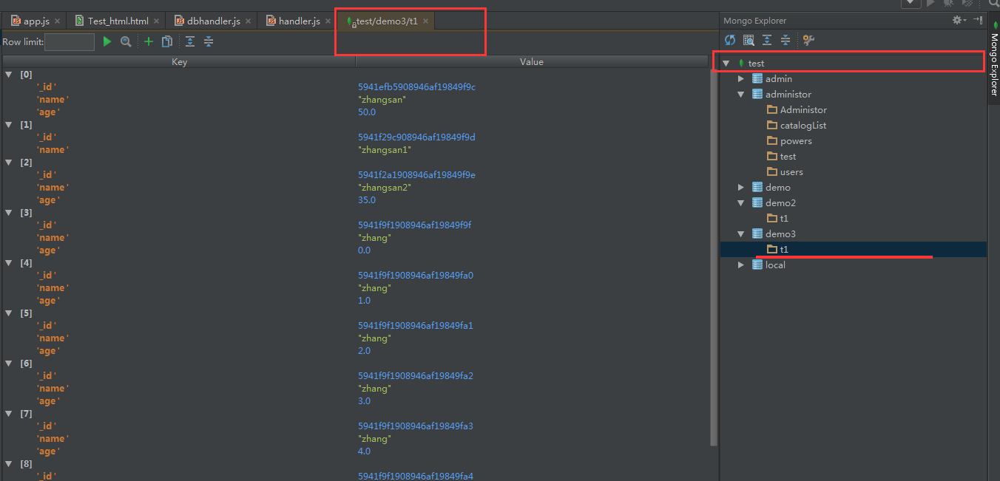 app.js
Test_html.html
dbhandler.js
handler.js
test/demo3/t1
Row limit:
Key Value
[0]
'_id' 5941efb5908946af19849f9c
'name' "zhangsan"
'age' 50.0
[1]
'_id' 5941f29c908946af19849f9d
'name' "zhangsan1"
[2]
'_id' 5941f2a1908946af19849f9e
'name' "zhangsan2"
'age' 35.0
[3]
'_id' 5941f9f1908946af19849f9f
'name' "zhang"
'age' 0.0
[4]
'_id' 5941f9f1908946af19849fa0
'name' "zhang"
'age' 1.0
[5]
'_id' 5941f9f1908946af19849fa1
'name' "zhang"
'age' 2.0
[6]
'_id' 5941f9f1908946af19849fa2
'name' "zhang"
'age' 3.0
[7]
'_id' 5941f9f1908946af19849fa3
'name' "zhang"
'age' 4.0
[8]
'_id' 5941f9f1908946af19849fa4
Mongo Explorer
test
admin
administor
Administor
catalogList
powers
test
users
demo
demo2
t1
demo3
t1
local
Mongo Explorer